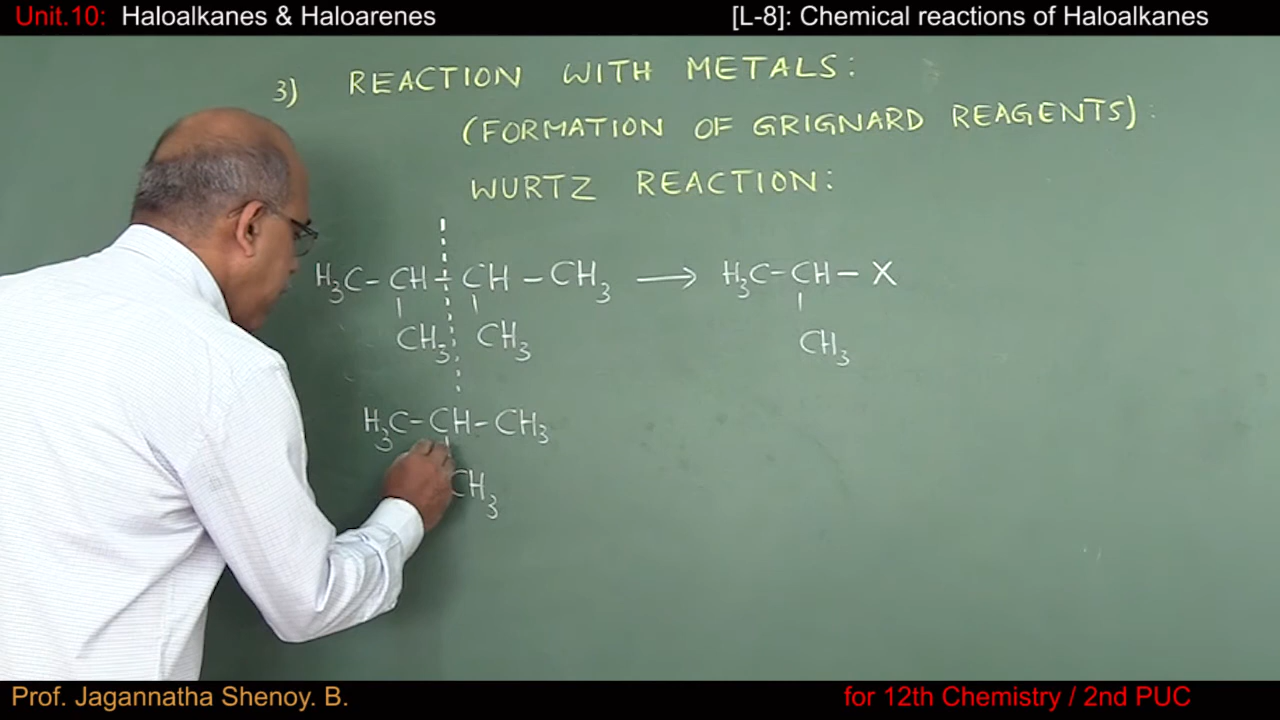 Unit.10: Haloalkanes & Haloarenes [L-8]: Chemical reactions of Haloalkanes
3) REACTION WITH METALS:
(FORMATION OF GRIGNARD REAGENTS):
WURTZ REACTION:
H₃C-CH-CH-CH₃ → H₃C-CH-X
CH₃ CH₃ CH₃
H₃C-CH-CH₃
CH₃
Prof. Jagannatha Shenoy. B. for 12th Chemistry / 2nd PUC